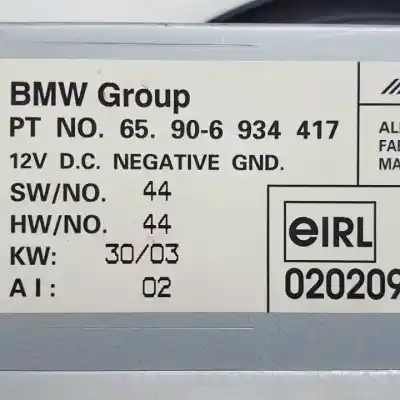 BMW Group
PT NO. 65. 90-6 934 417
12V D.C. NEGATIVE GND.
SW/NO. 44
HW/NO. 44
KW: 30/03
AI: 02
eIRL
020209